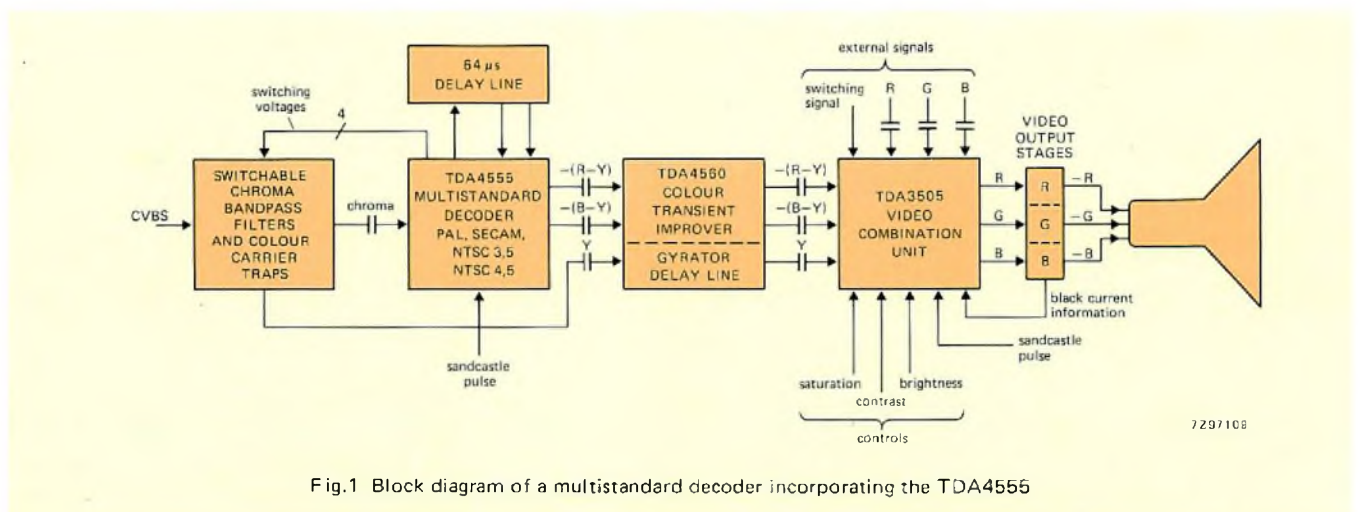 64 µs
DELAY LINE
switching
voltages
4
SWITCHABLE
CHROMA
BANDPASS
FILTERS
AND COLOUR
CARRIER
TRAPS
CVBS
chroma
TDA4555
MULTISTANDARD
DECODER
PAL, SECAM,
NTSC 3,5
NTSC 4,5
sandcastle
pulse
−(R−Y)
−(B−Y)
Y
TDA4560
COLOUR
TRANSIENT
IMPROVER
GYRATOR
DELAY LINE
−(R−Y)
−(B−Y)
Y
external signals
switching
signal
R
G
B
TDA3505
VIDEO
COMBINATION
UNIT
R
G
B
VIDEO
OUTPUT
STAGES
R
G
B
−R
−G
−B
black current
information
sandcastle
pulse
saturation
contrast
brightness
controls
7297108
Fig.1 Block diagram of a multistandard decoder incorporating the TDA4555